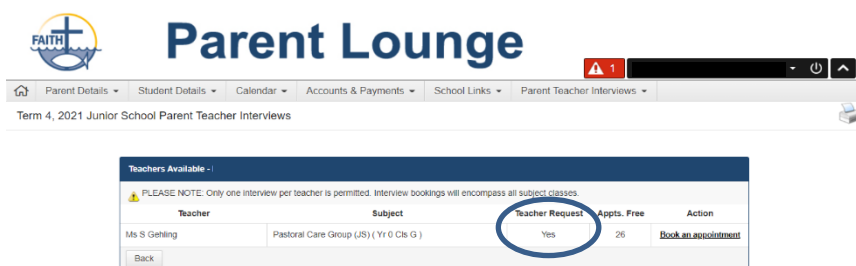 FAITH
Parent Lounge
1
Parent Details Student Details Calendar Accounts & Payments School Links Parent Teacher Interviews
Term 4, 2021 Junior School Parent Teacher Interviews
Teachers Available -
PLEASE NOTE: Only one interview per teacher is permitted. Interview bookings will encompass all subject classes.
Teacher Subject Teacher Request Appts. Free Action
Ms S Gehling Pastoral Care Group (JS) ( Yr 0 Cls G ) Yes 26 Book an appointment
Back